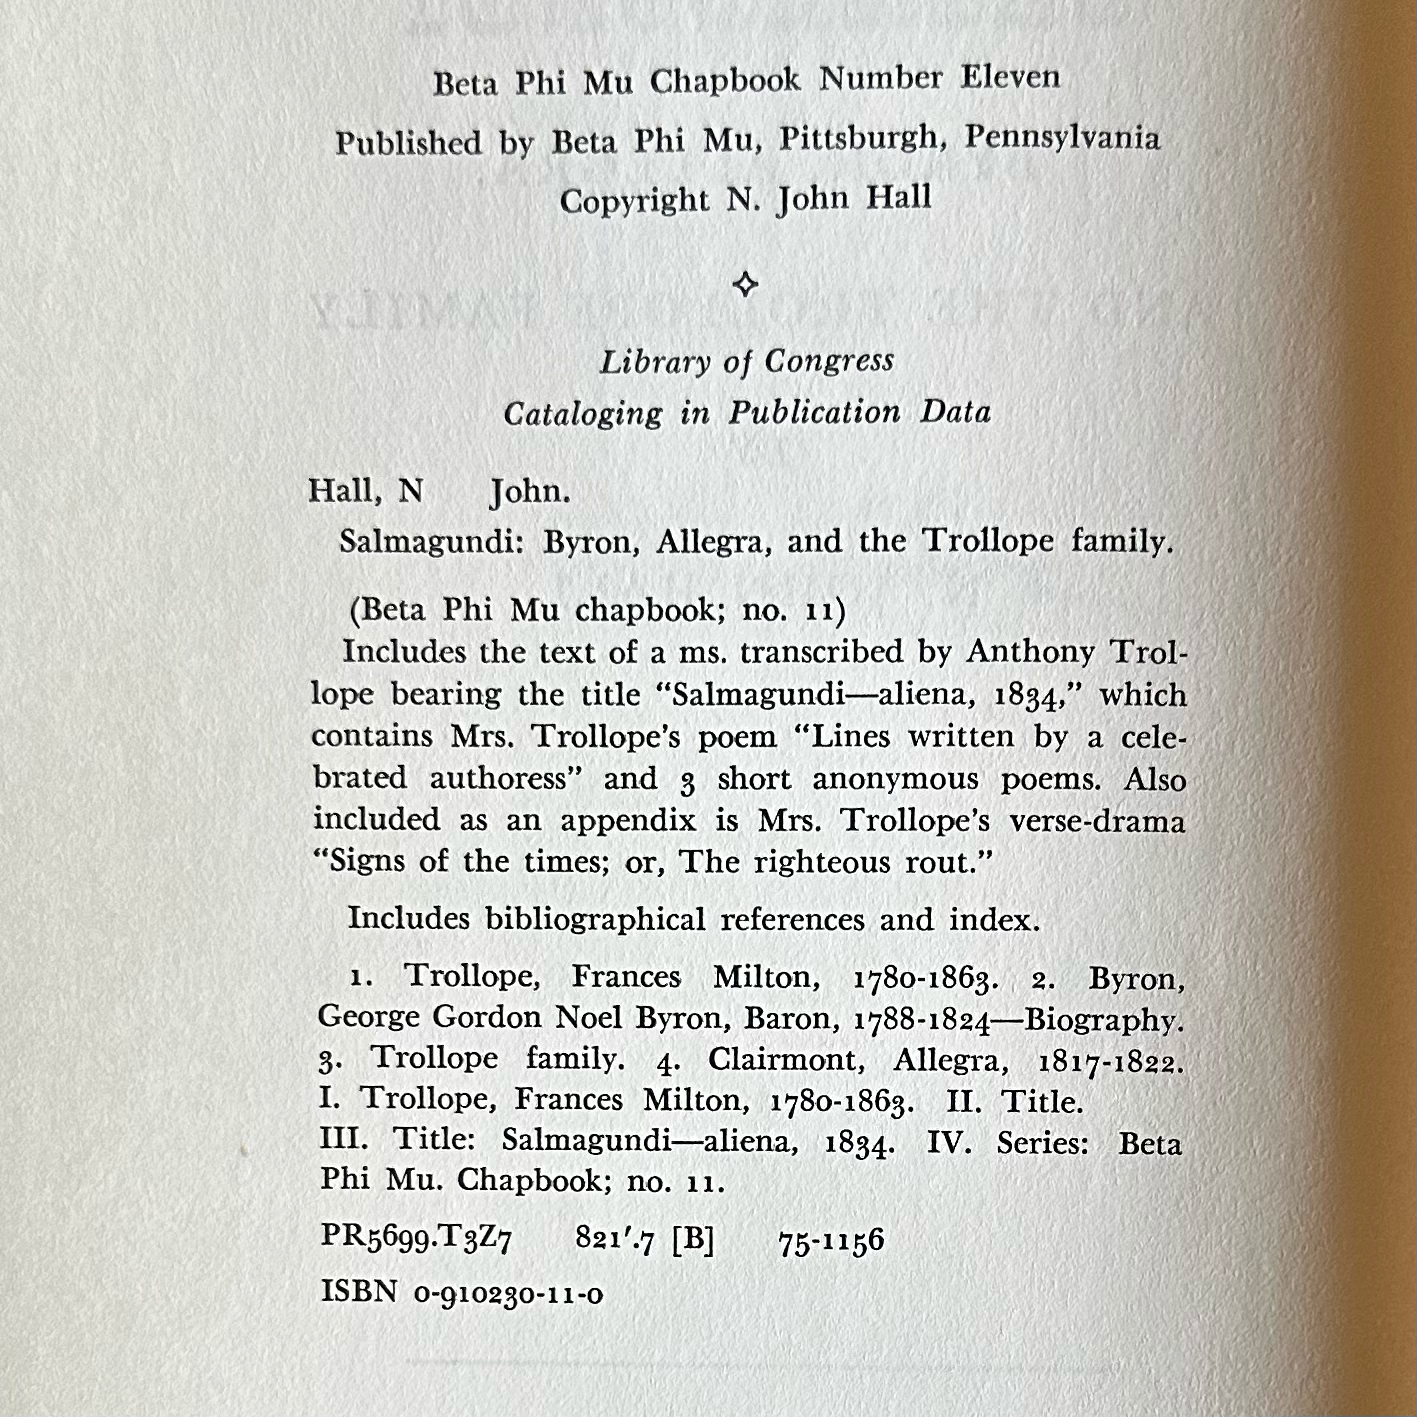 Beta Phi Mu Chapbook Number Eleven
Published by Beta Phi Mu, Pittsburgh, Pennsylvania
Copyright N. John Hall
Library of Congress
Cataloging in Publication Data
Hall, N John.
Salmagundi: Byron, Allegra, and the Trollope family.
(Beta Phi Mu chapbook; no. 11)
Includes the text of a ms. transcribed by Anthony Trol-
lope bearing the title “Salmagundi—aliena, 1834,” which
contains Mrs. Trollope’s poem “Lines written by a cele-
brated authoress” and 3 short anonymous poems. Also
included as an appendix is Mrs. Trollope’s verse-drama
“Signs of the times; or, The righteous rout.”
Includes bibliographical references and index.
1. Trollope, Frances Milton, 1780-1863. 2. Byron,
George Gordon Noel Byron, Baron, 1788-1824—Biography.
3. Trollope family. 4. Clairmont, Allegra, 1817-1822.
I. Trollope, Frances Milton, 1780-1863. II. Title.
III. Title: Salmagundi—aliena, 1834. IV. Series: Beta
Phi Mu. Chapbook; no. 11.
PR5699.T3Z7 821′.7 [B] 75-1156
ISBN 0-910230-11-0